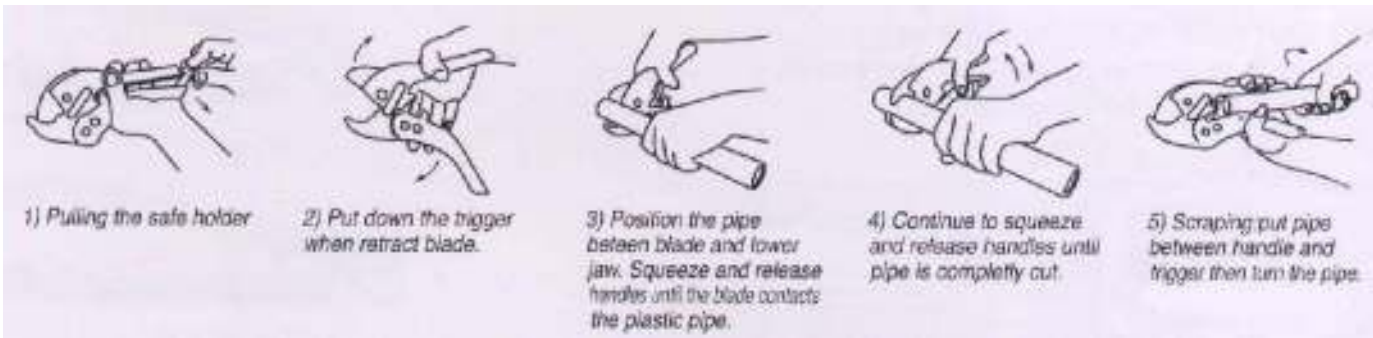 1) Pulling the safe holder
2) Put down the trigger
when retract blade.
3) Position the pipe
beteen blade and lower
jaw. Squeeze and release
handles until the blade contacts
the plastic pipe.
4) Continue to squeeze
and release handles until
pipe is completly cut.
5) Scraping:put pipe
between handle and
trigger then turn the pipe.